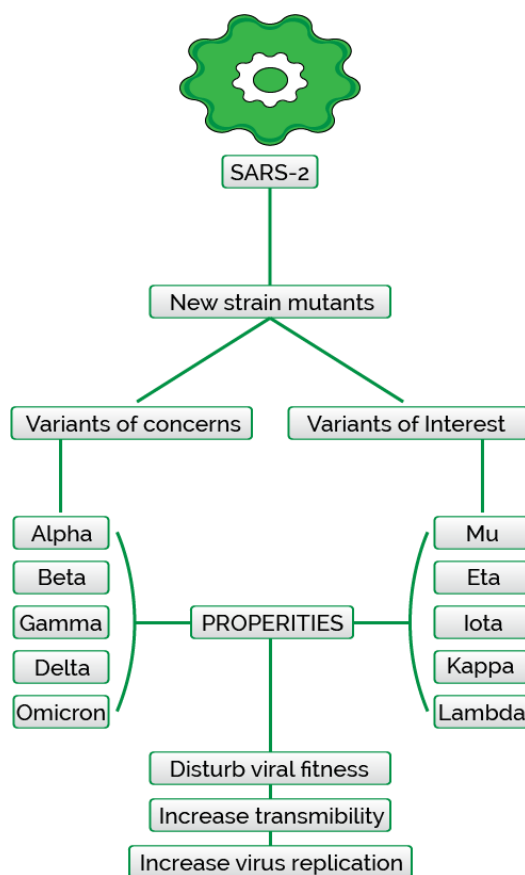 SARS-2
New strain mutants
Variants of concerns
Variants of Interest
Alpha
Beta
Gamma
Delta
Omicron
Mu
Eta
Iota
Kappa
Lambda
PROPERITIES
Disturb viral fitness
Increase transmibility
Increase virus replication